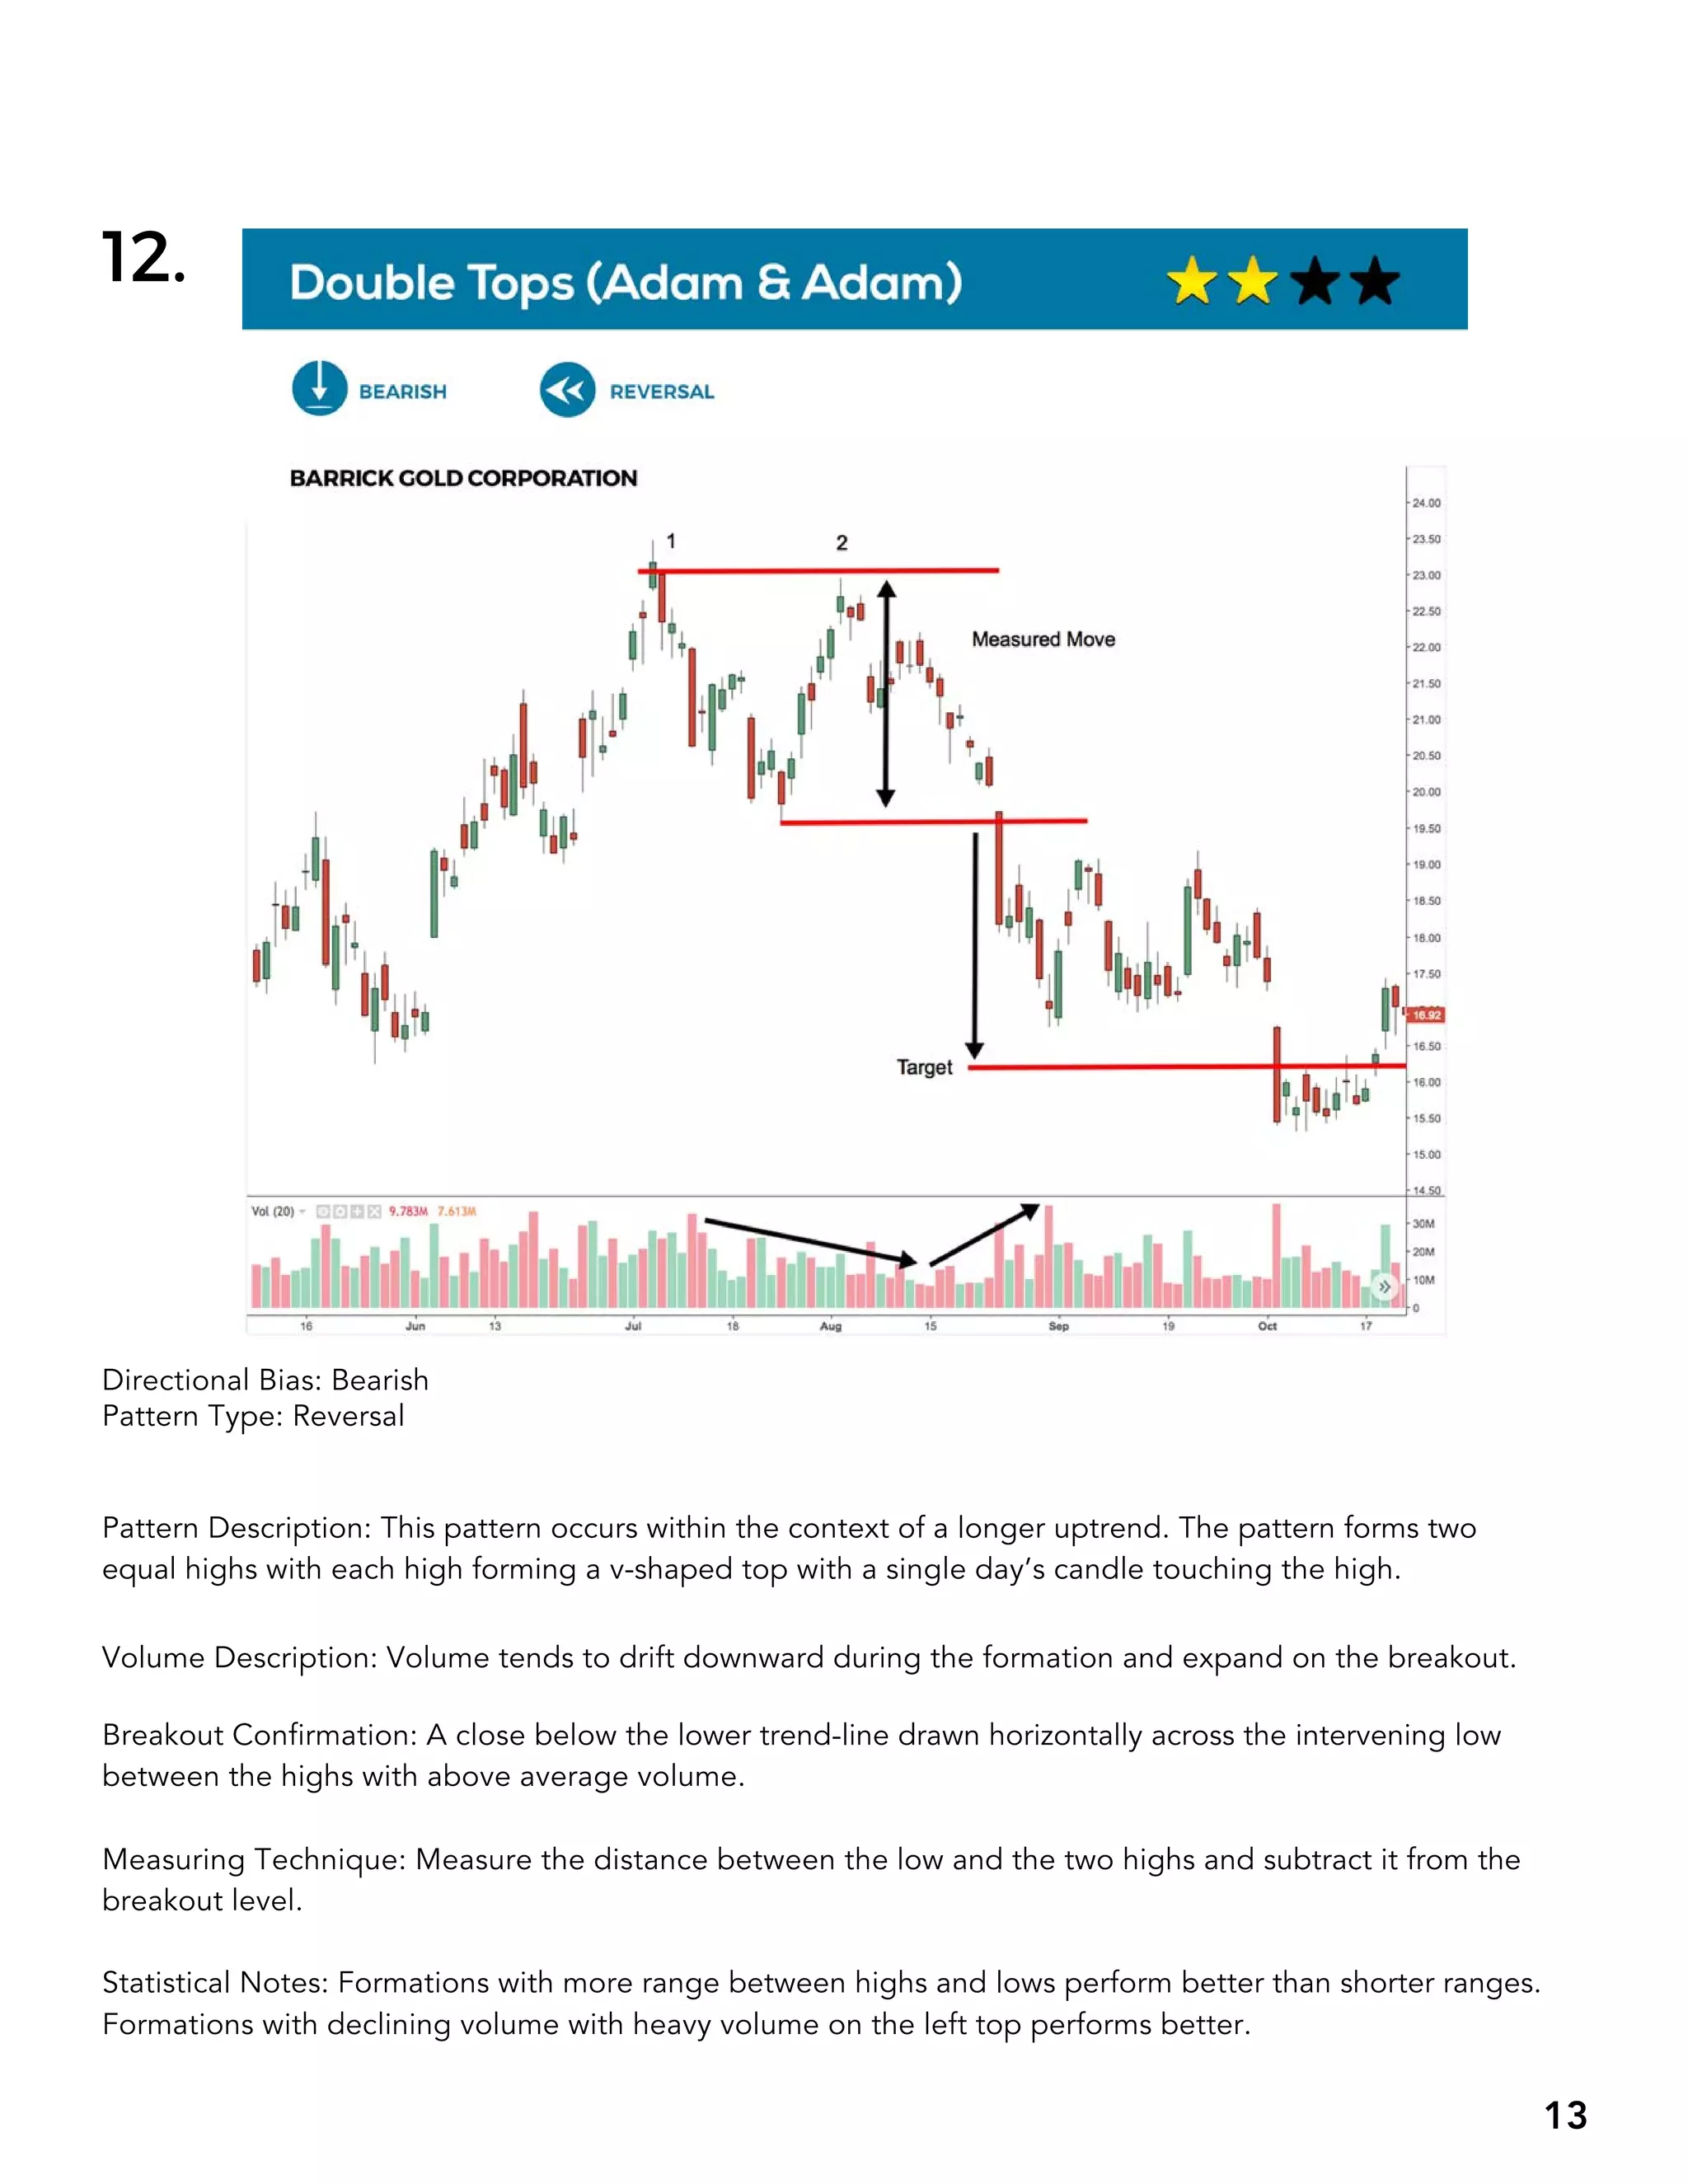 12.
Double Tops (Adam & Adam)
BEARISH
REVERSAL
BARRICK GOLD CORPORATION
24.00
1
2
23.50
23.00
22.50
Measured Move
22.00
21.50
21.00
20.50
20.00
19.50
19.00
18.50
18.00
17.50
16.92
16.50
Target
16.00
15.50
15.00
14.50
Vol (20) 9.783M 7.613M
30M
20M
10M
0
16 Jun 13 Jul 18 Aug 15 Sep 19 Oct 17
Directional Bias: Bearish
Pattern Type: Reversal
Pattern Description: This pattern occurs within the context of a longer uptrend. The pattern forms two
equal highs with each high forming a v-shaped top with a single day’s candle touching the high.
Volume Description: Volume tends to drift downward during the formation and expand on the breakout.
Breakout Confirmation: A close below the lower trend-line drawn horizontally across the intervening low
between the highs with above average volume.
Measuring Technique: Measure the distance between the low and the two highs and subtract it from the
breakout level.
Statistical Notes: Formations with more range between highs and lows perform better than shorter ranges.
Formations with declining volume with heavy volume on the left top performs better.
13